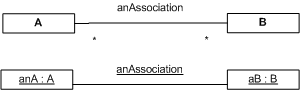 anAssociation
A B
* *
anAssociation
anA : A aB : B